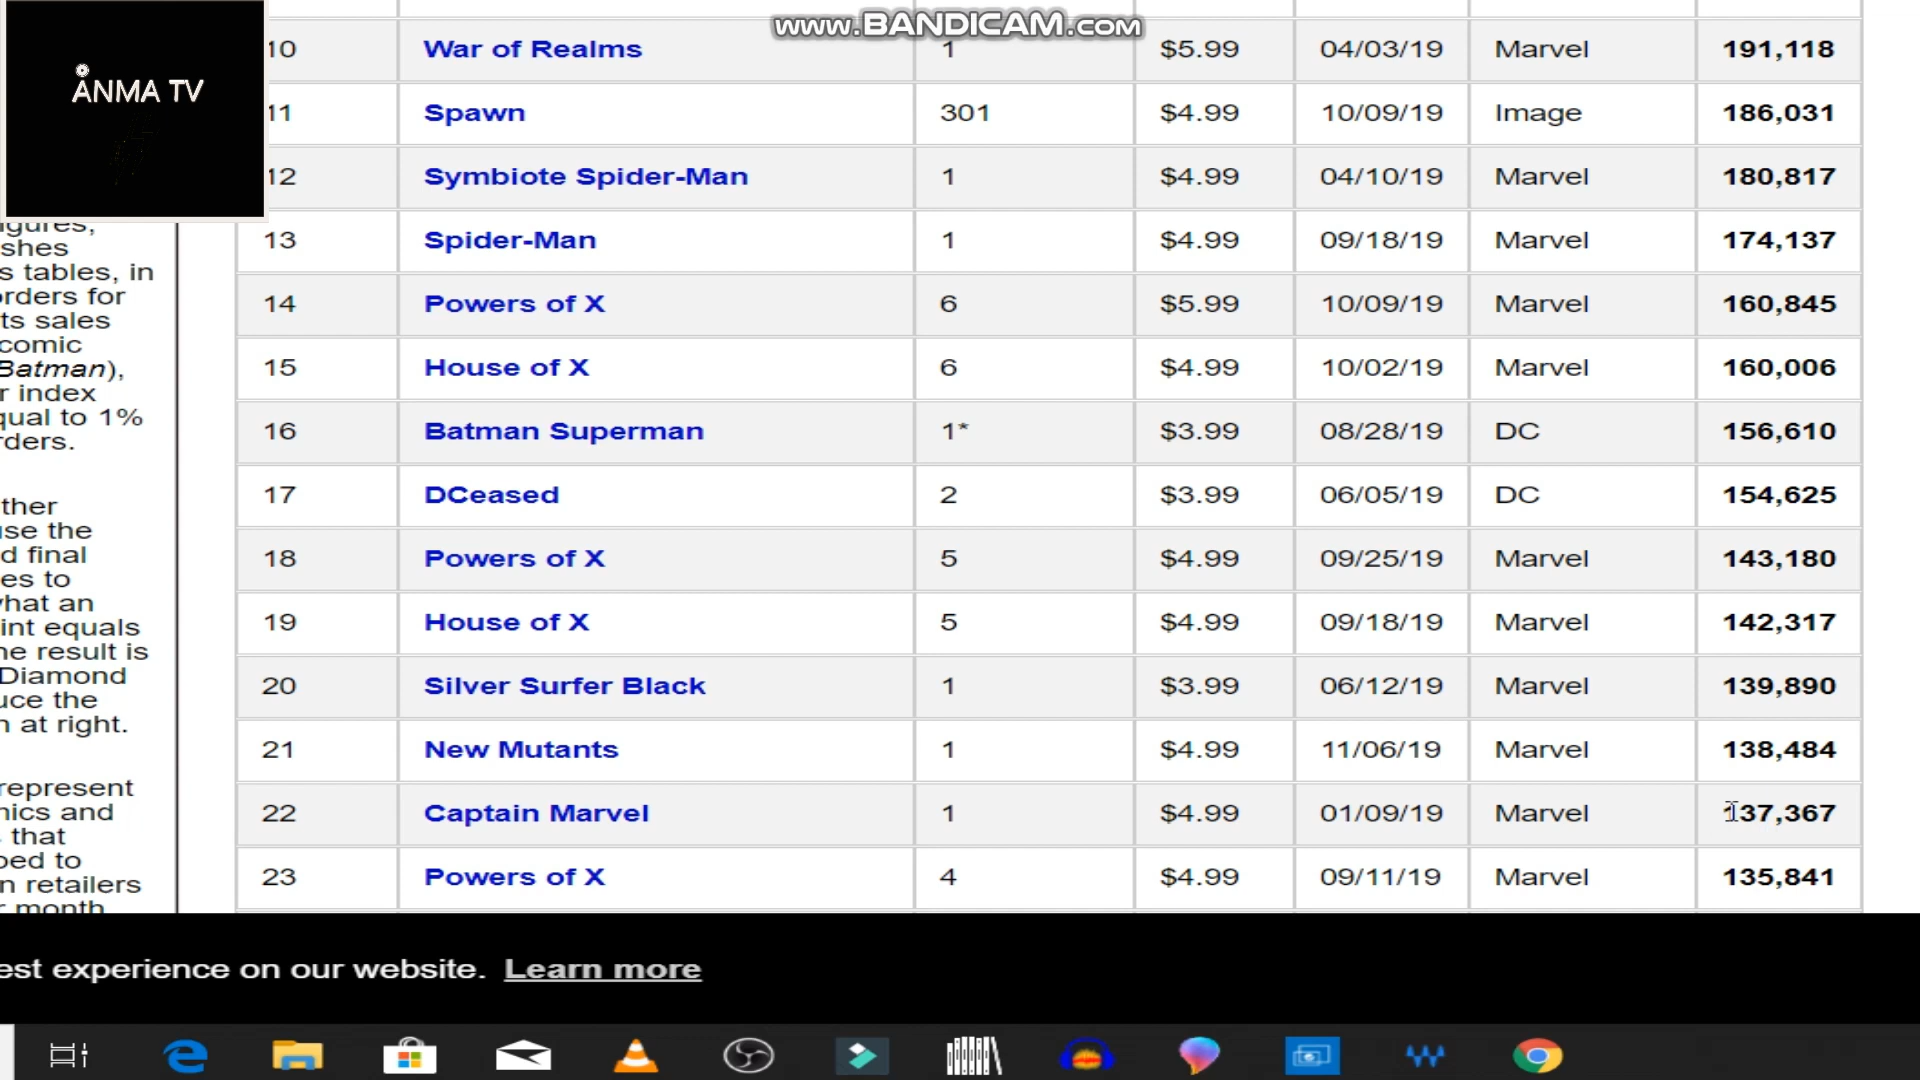 www.BANDICAM.com
ANMA TV
10 War of Realms 1 $5.99 04/03/19 Marvel 191,118
11 Spawn 301 $4.99 10/09/19 Image 186,031
12 Symbiote Spider-Man 1 $4.99 04/10/19 Marvel 180,817
13 Spider-Man 1 $4.99 09/18/19 Marvel 174,137
14 Powers of X 6 $5.99 10/09/19 Marvel 160,845
15 House of X 6 $4.99 10/02/19 Marvel 160,006
16 Batman Superman 1* $3.99 08/28/19 DC 156,610
17 DCeased 2 $3.99 06/05/19 DC 154,625
18 Powers of X 5 $4.99 09/25/19 Marvel 143,180
19 House of X 5 $4.99 09/18/19 Marvel 142,317
20 Silver Surfer Black 1 $3.99 06/12/19 Marvel 139,890
21 New Mutants 1 $4.99 11/06/19 Marvel 138,484
22 Captain Marvel 1 $4.99 01/09/19 Marvel 137,367
23 Powers of X 4 $4.99 09/11/19 Marvel 135,841
igures,
shes
s tables, in
orders for
ts sales
comic
Batman),
r index
qual to 1%
rders.
ther
use the
d final
es to
what an
int equals
he result is
Diamond
uce the
n at right.
represent
mics and
s that
ped to
n retailers
r month
est experience on our website. Learn more